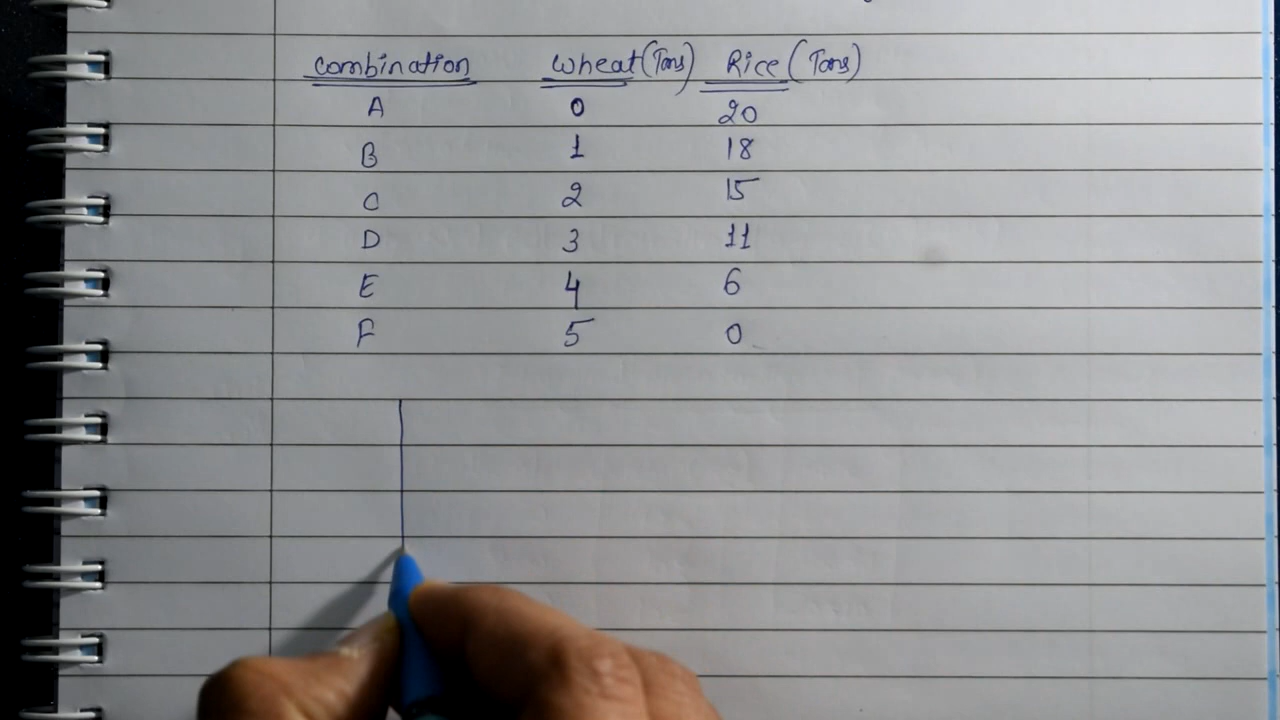 combination Wheat (Tons) Rice (Tons)
A 0 20
B 1 18
C 2 15
D 3 11
E 4 6
F 5 0